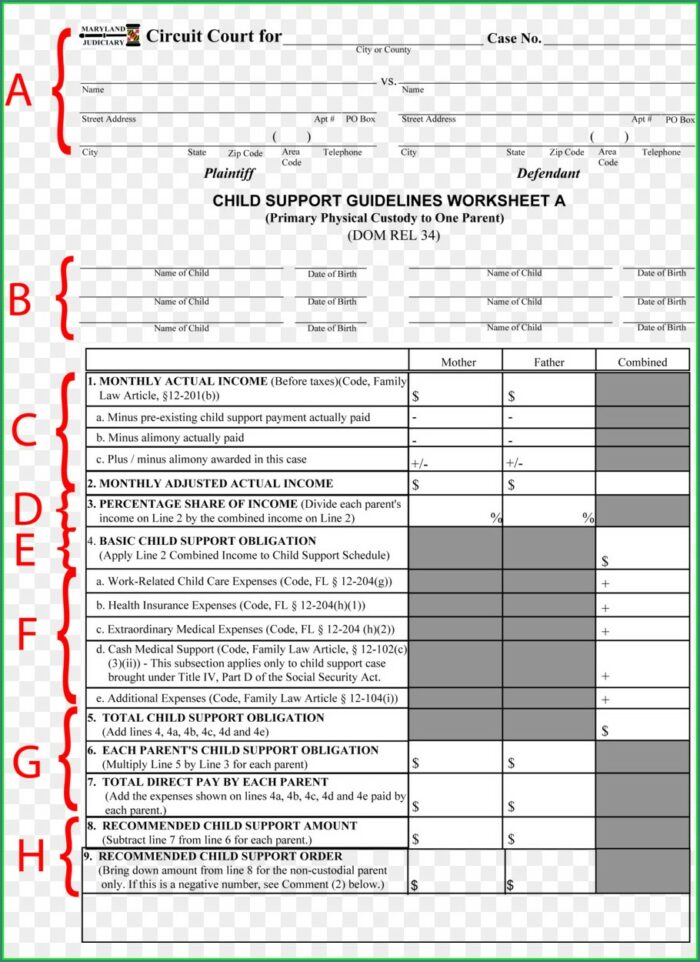 MARYLAND
JUDICIARY
Circuit Court for Case No.
City or County
A
vs.
Name Name
Street Address Apt # PO Box Street Address Apt # PO Box
( ) ( )
City State Zip Code Area Code Telephone City State Zip Code Area Code Telephone
Plaintiff Defendant
CHILD SUPPORT GUIDELINES WORKSHEET A
(Primary Physical Custody to One Parent)
(DOM REL 34)
B
Name of Child Date of Birth Name of Child Date of Birth
Name of Child Date of Birth Name of Child Date of Birth
Name of Child Date of Birth Name of Child Date of Birth
Mother Father Combined
C
1. MONTHLY ACTUAL INCOME (Before taxes)(Code, Family
Law Article, §12-201(b)) $ $
a. Minus pre-existing child support payment actually paid - -
b. Minus alimony actually paid - -
c. Plus / minus alimony awarded in this case +/- +/-
2. MONTHLY ADJUSTED ACTUAL INCOME $ $
D
3. PERCENTAGE SHARE OF INCOME (Divide each parent's
income on Line 2 by the combined income on Line 2) % %
E
4. BASIC CHILD SUPPORT OBLIGATION
(Apply Line 2 Combined Income to Child Support Schedule) $
F
a. Work-Related Child Care Expenses (Code, FL § 12-204(g)) +
b. Health Insurance Expenses (Code, FL § 12-204(h)(1)) +
c. Extraordinary Medical Expenses (Code, FL § 12-204 (h)(2)) +
d. Cash Medical Support (Code, Family Law Article, § 12-102(c)
(3)(ii)) - This subsection applies only to child support case
brought under Title IV, Part D of the Social Security Act. +
e. Additional Expenses (Code, Family Law Article § 12-104(i)) +
G
5. TOTAL CHILD SUPPORT OBLIGATION
(Add lines 4, 4a, 4b, 4c, 4d and 4e) $
6. EACH PARENT'S CHILD SUPPORT OBLIGATION
(Multiply Line 5 by Line 3 for each parent) $ $
7. TOTAL DIRECT PAY BY EACH PARENT
(Add the expenses shown on lines 4a, 4b, 4c, 4d and 4e paid by
each parent.) $ $
H
8. RECOMMENDED CHILD SUPPORT AMOUNT
(Subtract line 7 from line 6 for each parent.) $ $
9. RECOMMENDED CHILD SUPPORT ORDER
(Bring down amount from line 8 for the non-custodial parent
only. If this is a negative number, see Comment (2) below.) $ $